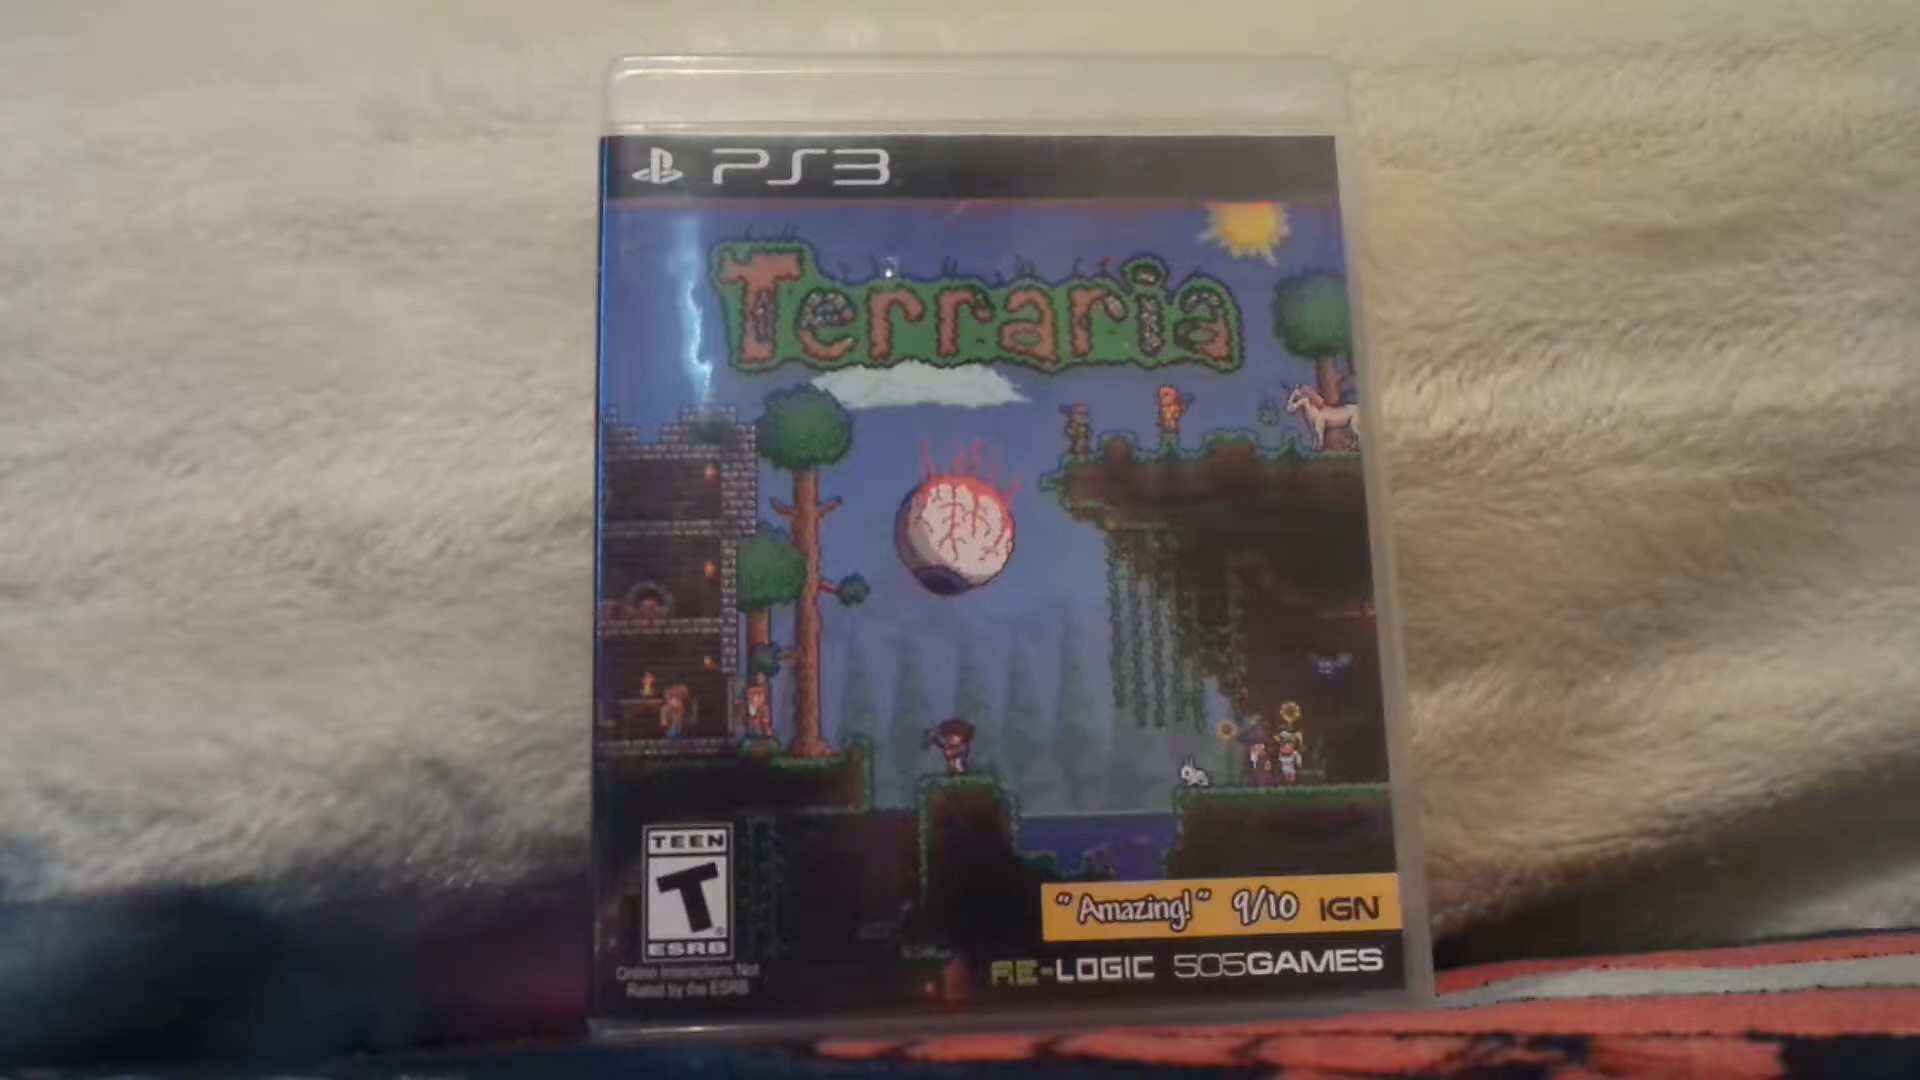 PS3
Terraria
TEEN
T
ESRB
Online Interactions Not
Rated by the ESRB
"Amazing!" 9/10 IGN
RE-LOGIC 505GAMES